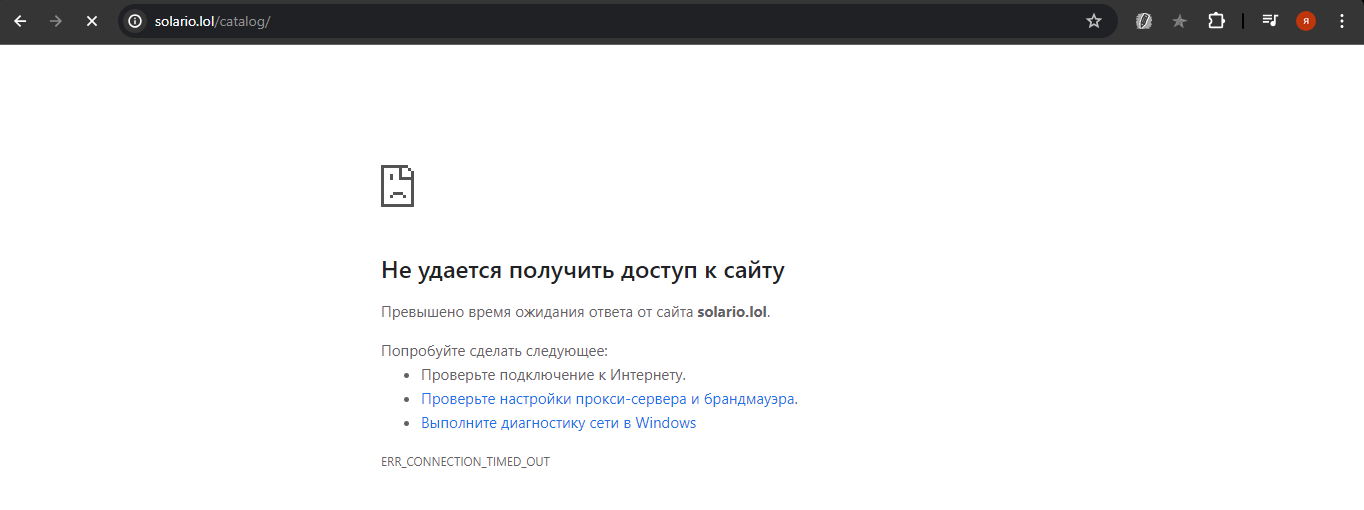 solario.lol/catalog/
я
Не удается получить доступ к сайту
Превышено время ожидания ответа от сайта solario.lol.
Попробуйте сделать следующее:
• Проверьте подключение к Интернету.
• Проверьте настройки прокси-сервера и брандмауэра.
• Выполните диагностику сети в Windows
ERR_CONNECTION_TIMED_OUT